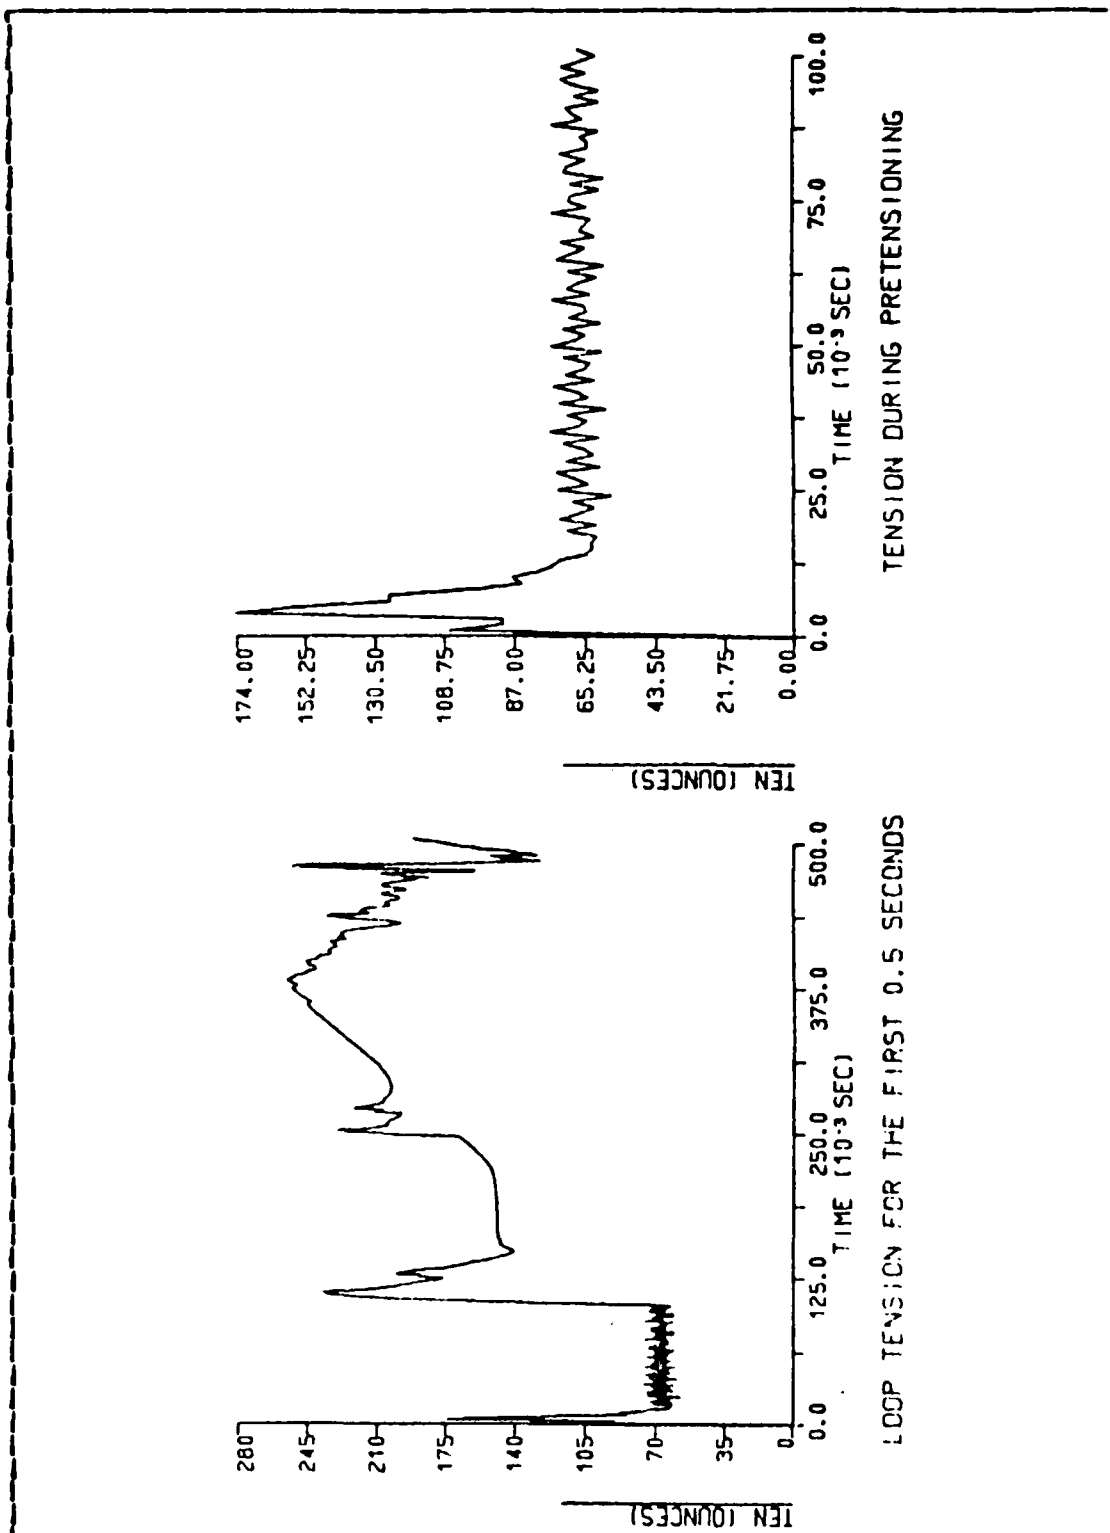 TEN (OUNCES)
280
245
210
175
140
105
70
35
0
0.0 125.0 250.0 375.0 500.0
TIME (10⁻³ SEC)
LOOP TENSION FOR THE FIRST 0.5 SECONDS
TEN (OUNCES)
174.00
152.25
130.50
108.75
87.00
65.25
43.50
21.75
0.00
0.0 25.0 50.0 75.0 100.0
TIME (10⁻³ SEC)
TENSION DURING PRETENSIONING